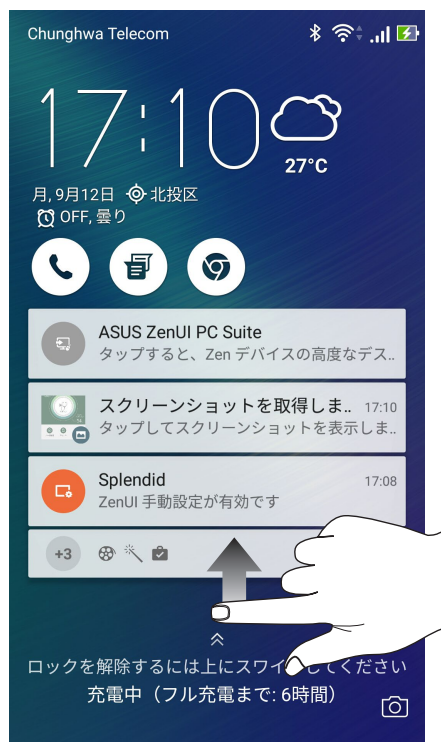 Chunghwa Telecom
17:10
27°C
月, 9月12日 北投区
OFF, 曇り
ASUS ZenUI PC Suite
タップすると、Zen デバイスの高度なデス..
スクリーンショットを取得しま.. 17:10
タップしてスクリーンショットを表示しま..
Splendid 17:08
ZenUI 手動設定が有効です
+3
ロックを解除するには上にスワイ してください
充電中（フル充電まで: 6時間）